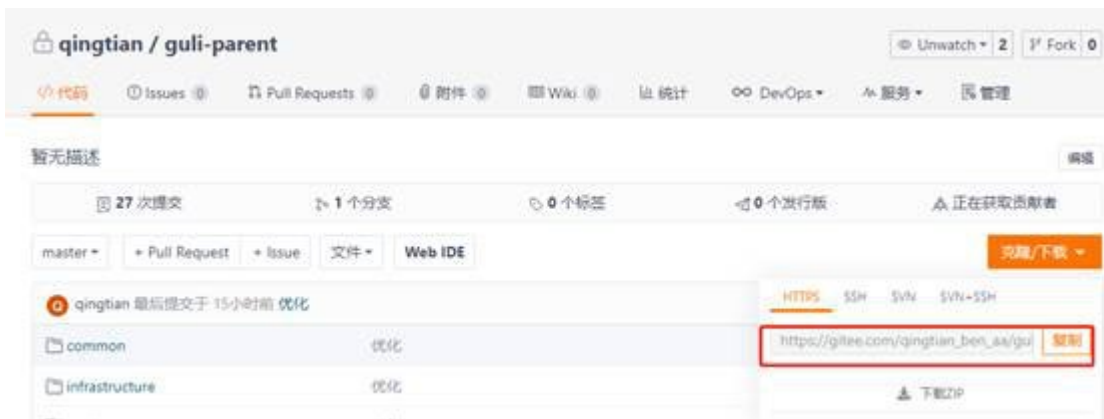 qingtian / guli-parent
Unwatch 2 Fork 0
代码 Issues 0 Pull Requests 0 附件 0 Wiki 0 统计 DevOps 服务 管理
暂无描述 编辑
27 次提交 1 个分支 0 个标签 0 个发行版 正在获取贡献者
master + Pull Request + Issue 文件 Web IDE 克隆/下载
qingtian 最后提交于 15小时前 优化
HTTPS SSH SVN SVN+SSH
common 优化
https://gitee.com/qingtian_ben_aa/gul 复制
infrastructure 优化
下载ZIP